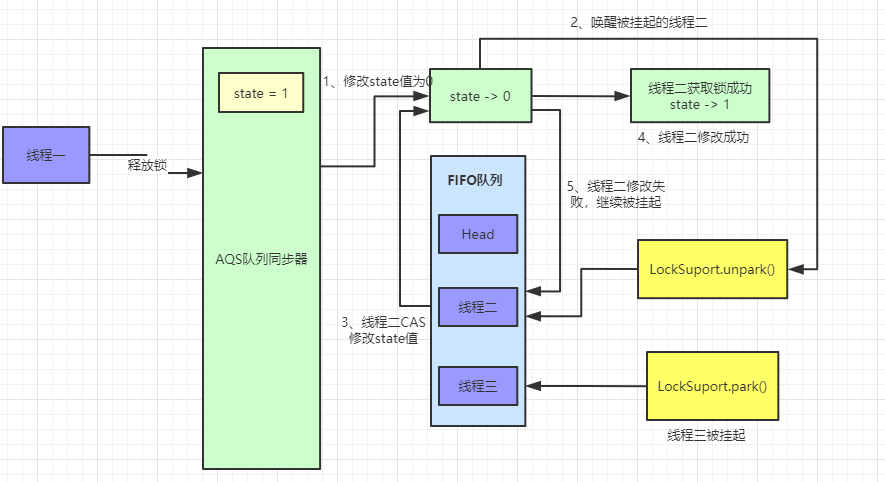 2、唤醒被挂起的线程二
state = 1
1、修改state值为0
state -> 0
线程二获取锁成功
state -> 1
4、线程二修改成功
线程一
释放锁
FIFO队列
5、线程二修改失
败，继续被挂起
Head
AQS队列同步器
LockSuport.unpark()
线程二
3、线程二CAS
修改state值
线程三
LockSuport.park()
线程三被挂起